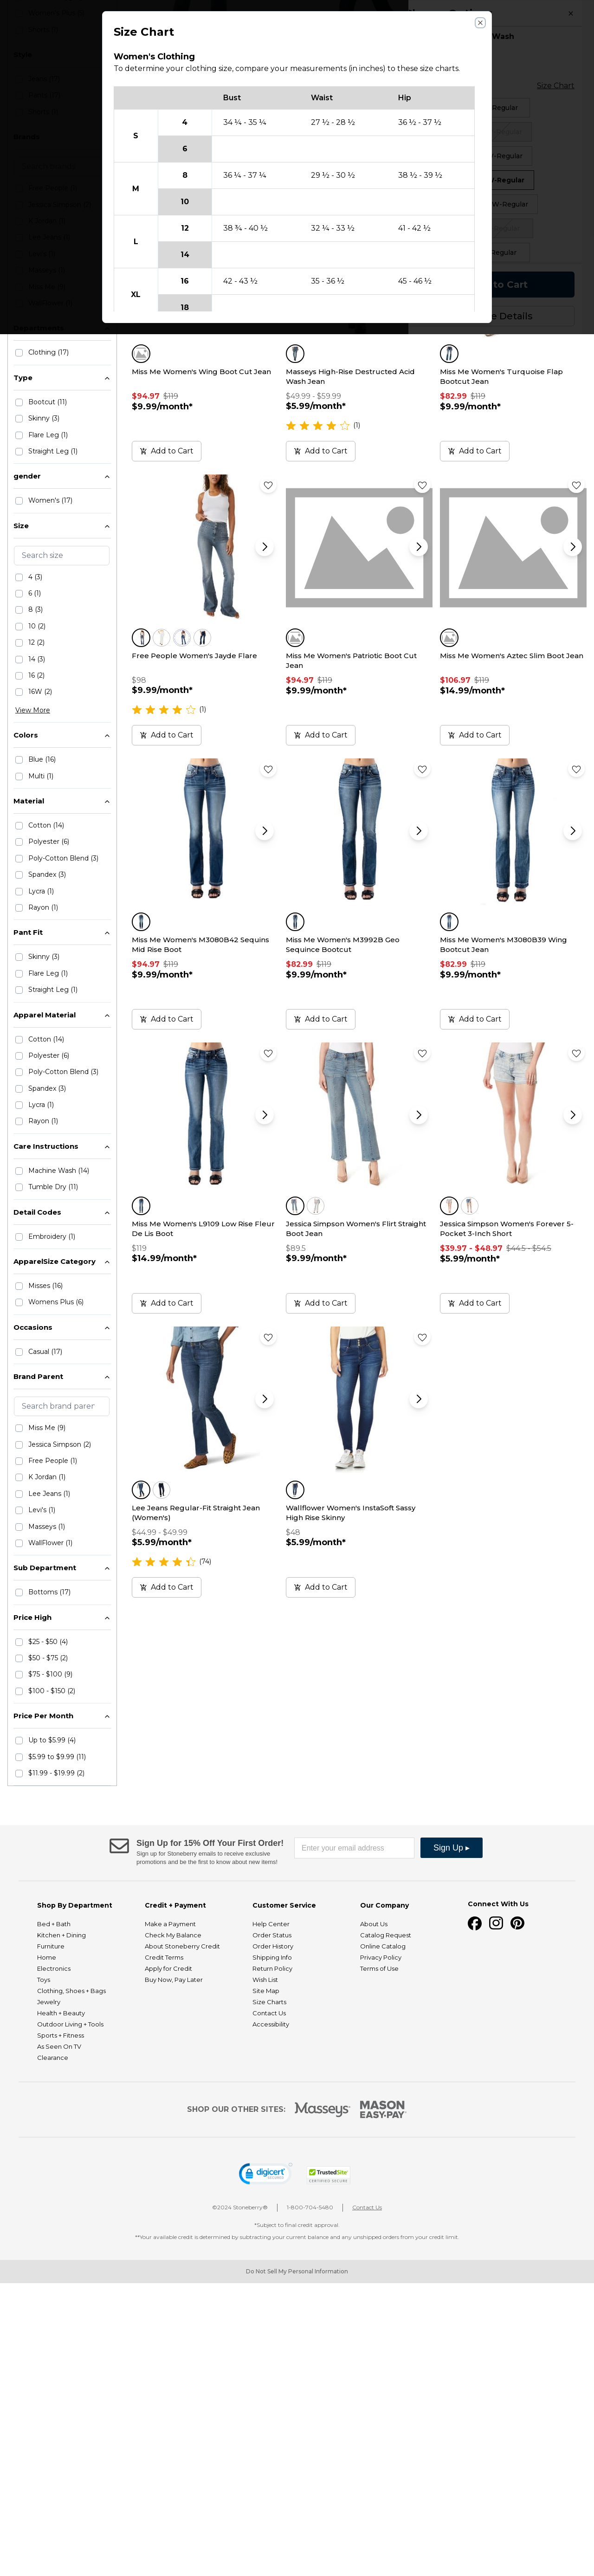 Size Chart
Women's Clothing
To determine your clothing size, compare your measurements (in inches) to these size charts.
Bust Waist Hip
S 4 34 ¼ - 35 ¼ 27 ½ - 28 ½ 36 ½ - 37 ½
6
M 8 36 ¼ - 37 ¼ 29 ½ - 30 ½ 38 ½ - 39 ½
10
L 12 38 ¾ - 40 ½ 32 ¼ - 33 ½ 41 - 42 ½
14
XL 16 42 - 43 ½ 35 - 36 ½ 45 - 46 ½
18
Wash
Size Chart
-Regular
-Regular
W-Regular
W-Regular
Regular
to Cart
Details
Clothing (17)
Type
Bootcut (11)
Skinny (3)
Flare Leg (1)
Straight Leg (1)
gender
Women's (17)
Size
Search size
4 (3)
6 (1)
8 (3)
10 (2)
12 (2)
14 (3)
16 (2)
16W (2)
View More
Colors
Blue (16)
Multi (1)
Material
Cotton (14)
Polyester (6)
Poly-Cotton Blend (3)
Spandex (3)
Lycra (1)
Rayon (1)
Pant Fit
Skinny (3)
Flare Leg (1)
Straight Leg (1)
Apparel Material
Cotton (14)
Polyester (6)
Poly-Cotton Blend (3)
Spandex (3)
Lycra (1)
Rayon (1)
Care Instructions
Machine Wash (14)
Tumble Dry (11)
Detail Codes
Embroidery (1)
ApparelSize Category
Misses (16)
Womens Plus (6)
Occasions
Casual (17)
Brand Parent
Search brand paren
Miss Me (9)
Jessica Simpson (2)
Free People (1)
K Jordan (1)
Lee Jeans (1)
Levi's (1)
Masseys (1)
WallFlower (1)
Sub Department
Bottoms (17)
Price High
$25 - $50 (4)
$50 - $75 (2)
$75 - $100 (9)
$100 - $150 (2)
Price Per Month
Up to $5.99 (4)
$5.99 to $9.99 (11)
$11.99 - $19.99 (2)
Miss Me Women's Wing Boot Cut Jean
$94.97 $119
$9.99/month*
Add to Cart
Masseys High-Rise Destructed Acid Wash Jean
$49.99 - $59.99
$5.99/month*
(1)
Add to Cart
Miss Me Women's Turquoise Flap Bootcut Jean
$82.99 $119
$9.99/month*
Add to Cart
Free People Women's Jayde Flare
$98
$9.99/month*
(1)
Add to Cart
Miss Me Women's Patriotic Boot Cut Jean
$94.97 $119
$9.99/month*
Add to Cart
Miss Me Women's Aztec Slim Boot Jean
$106.97 $119
$14.99/month*
Add to Cart
Miss Me Women's M3080B42 Sequins Mid Rise Boot
$94.97 $119
$9.99/month*
Add to Cart
Miss Me Women's M3992B Geo Sequince Bootcut
$82.99 $119
$9.99/month*
Add to Cart
Miss Me Women's M3080B39 Wing Bootcut Jean
$82.99 $119
$9.99/month*
Add to Cart
Miss Me Women's L9109 Low Rise Fleur De Lis Boot
$119
$14.99/month*
Add to Cart
Jessica Simpson Women's Flirt Straight Boot Jean
$89.5
$9.99/month*
Add to Cart
Jessica Simpson Women's Forever 5-Pocket 3-Inch Short
$39.97 - $48.97 $44.5 - $54.5
$5.99/month*
Add to Cart
Lee Jeans Regular-Fit Straight Jean (Women's)
$44.99 - $49.99
$5.99/month*
(74)
Add to Cart
Wallflower Women's InstaSoft Sassy High Rise Skinny
$48
$5.99/month*
Add to Cart
Sign Up for 15% Off Your First Order!
Sign up for Stoneberry emails to receive exclusive
promotions and be the first to know about new items!
Enter your email address
Sign Up ▸
Shop By Department
Bed + Bath
Kitchen + Dining
Furniture
Home
Electronics
Toys
Clothing, Shoes + Bags
Jewelry
Health + Beauty
Outdoor Living + Tools
Sports + Fitness
As Seen On TV
Clearance
Credit + Payment
Make a Payment
Check My Balance
About Stoneberry Credit
Credit Terms
Apply for Credit
Buy Now, Pay Later
Customer Service
Help Center
Order Status
Order History
Shipping Info
Return Policy
Wish List
Site Map
Size Charts
Contact Us
Accessibility
Our Company
About Us
Catalog Request
Online Catalog
Privacy Policy
Terms of Use
Connect With Us
SHOP OUR OTHER SITES: Masseys MASON EASY·PAY
digicert
TrustedSite
CERTIFIED SECURE
©2024 Stoneberry® 1-800-704-5480 Contact Us
*Subject to final credit approval
**Your available credit is determined by subtracting your current balance and any unshipped orders from your credit limit.
Do Not Sell My Personal Information